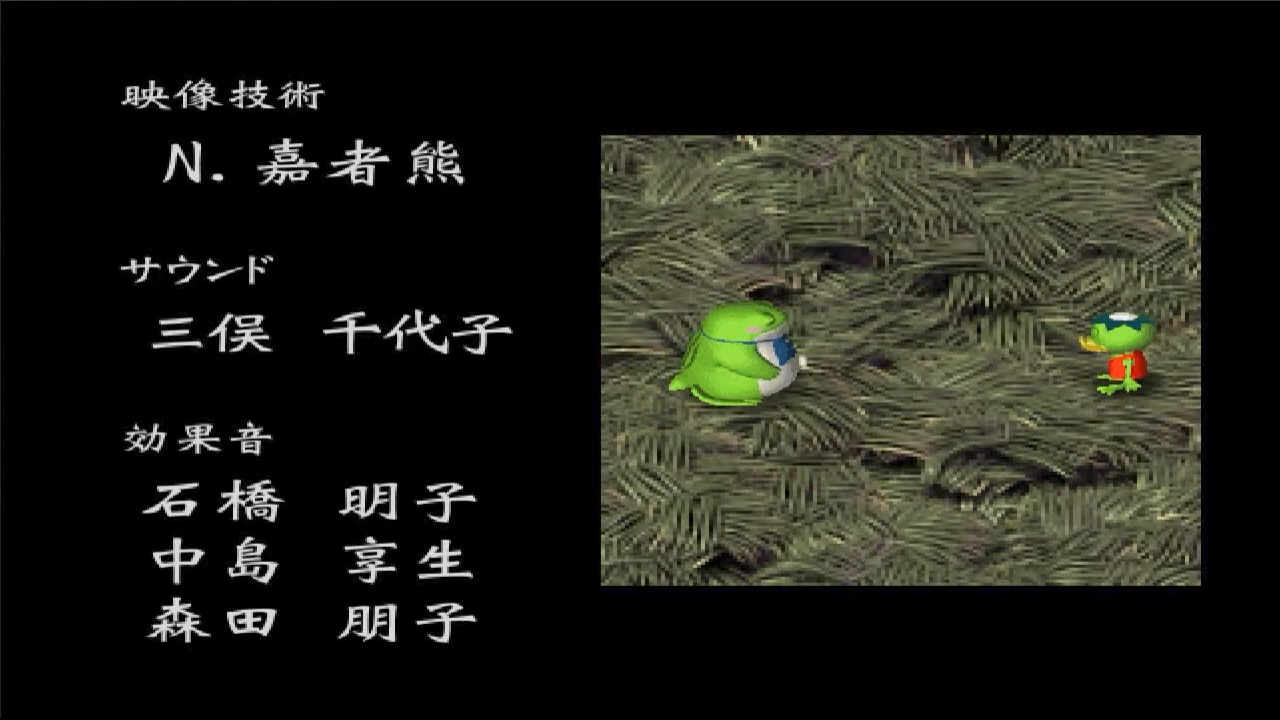 映像技術
N. 嘉者熊
サウンド
三俣 千代子
効果音
石橋 明子
中島 享生
森田 朋子
1